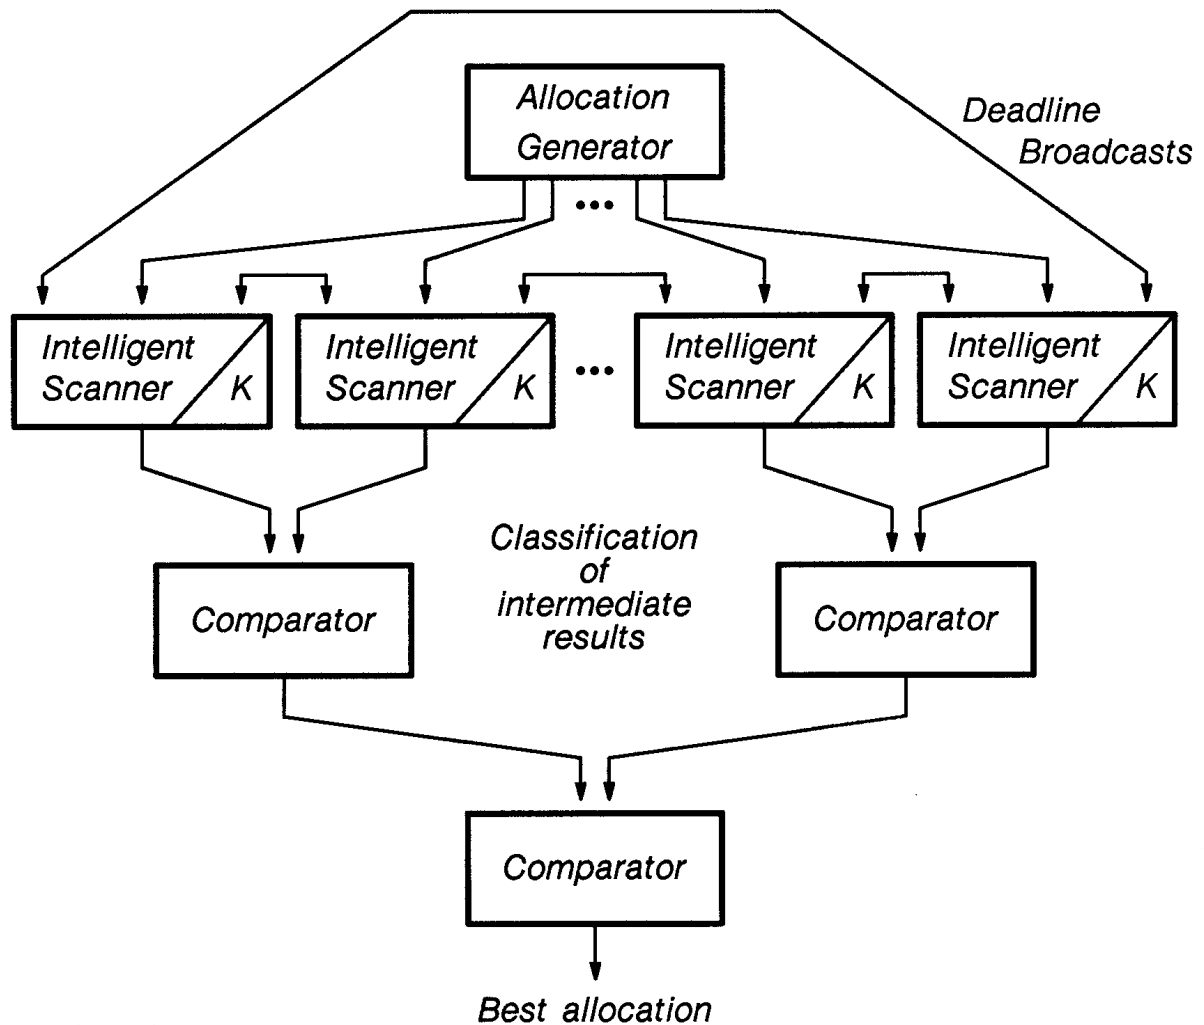 Allocation
Generator
Deadline
Broadcasts
•••
Intelligent
Scanner
K
Intelligent
Scanner
K
•••
Intelligent
Scanner
K
Intelligent
Scanner
K
Classification
of
intermediate
results
Comparator
Comparator
Comparator
Best allocation